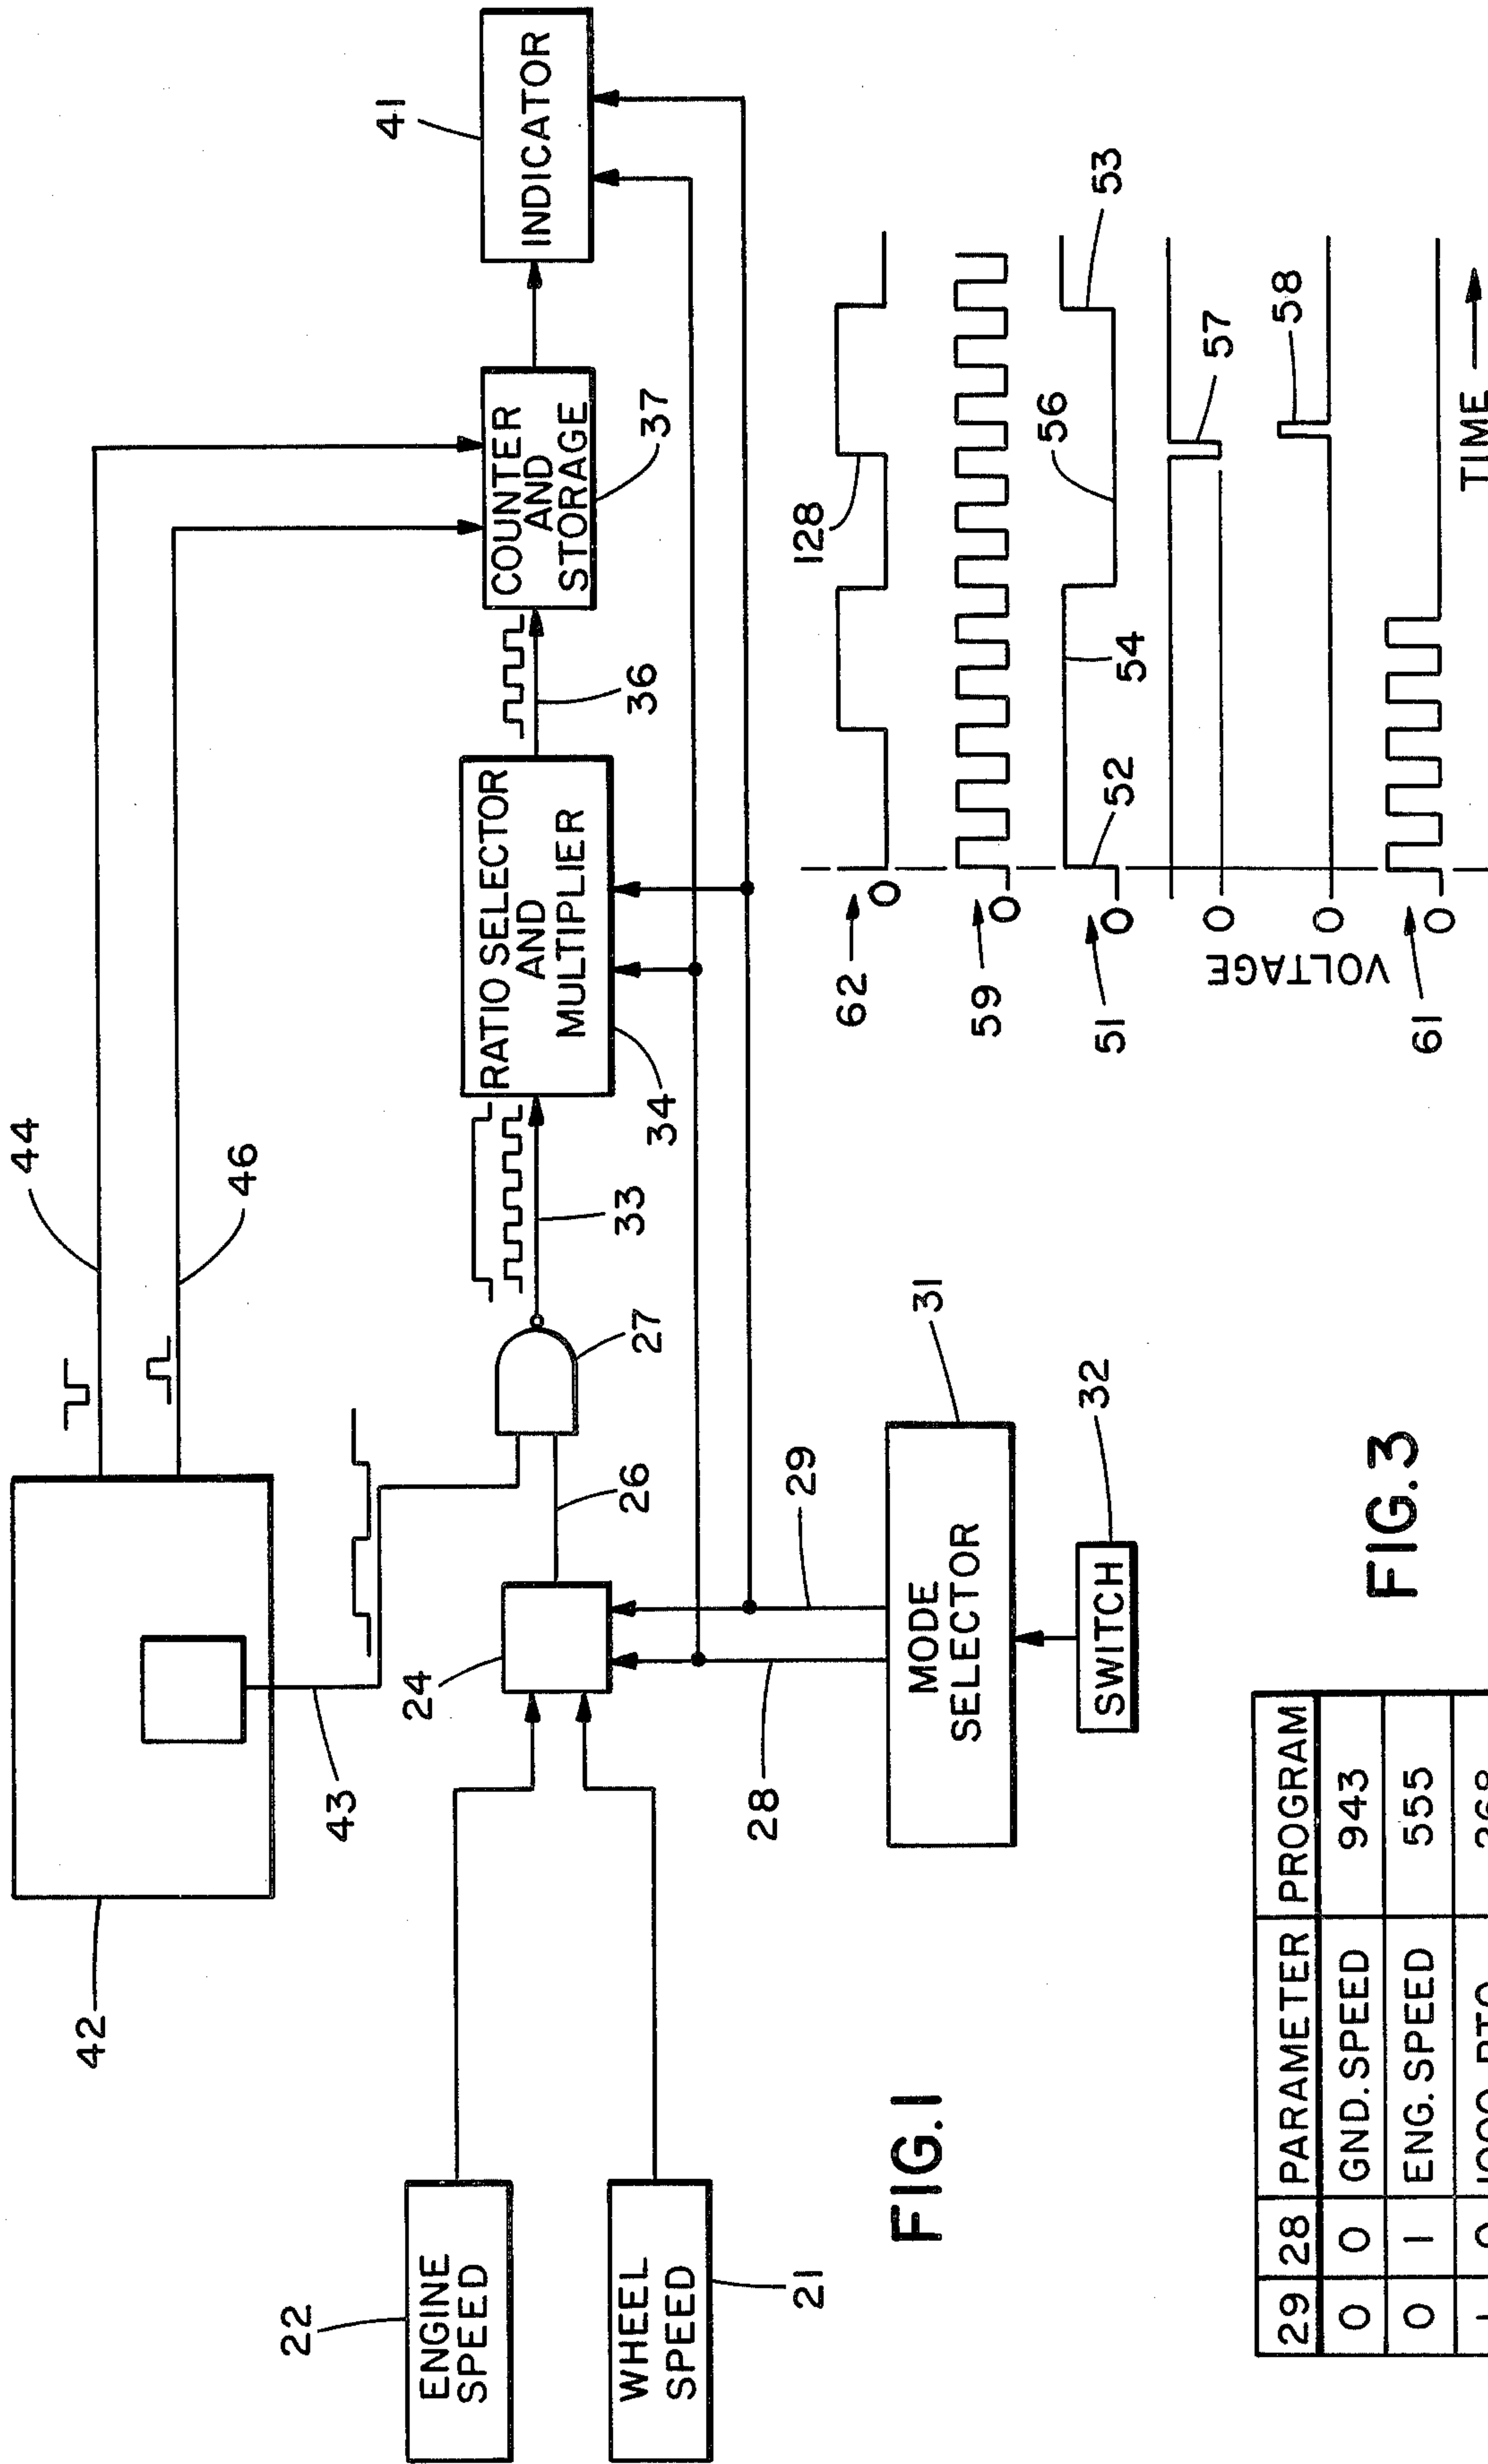 42
44
43
46
22
ENGINE
SPEED
WHEEL
SPEED
21
24
26
27
33
RATIO SELECTOR
AND
MULTIPLIER
34
36
COUNTER
AND
STORAGE
37
41
INDICATOR
28
29
MODE
SELECTOR
31
SWITCH
32
FIG.1
62
0
128
59
0
51
0
52
54
56
53
VOLTAGE
0
57
0
58
61
0
TIME
29 28 PARAMETER PROGRAM
0 0 GND. SPEED 943
0 1 ENG. SPEED 555
FIG.3